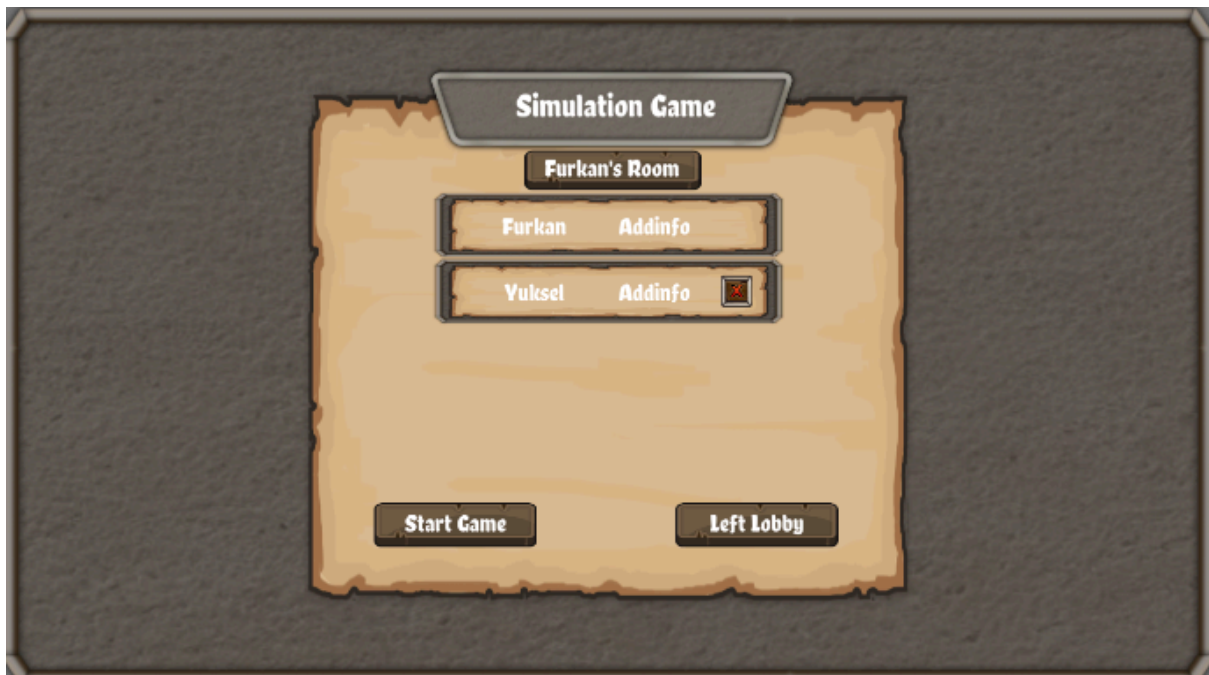 Simulation Game
Furkan's Room
Furkan Addinfo
Yuksel Addinfo
Start Game Left Lobby